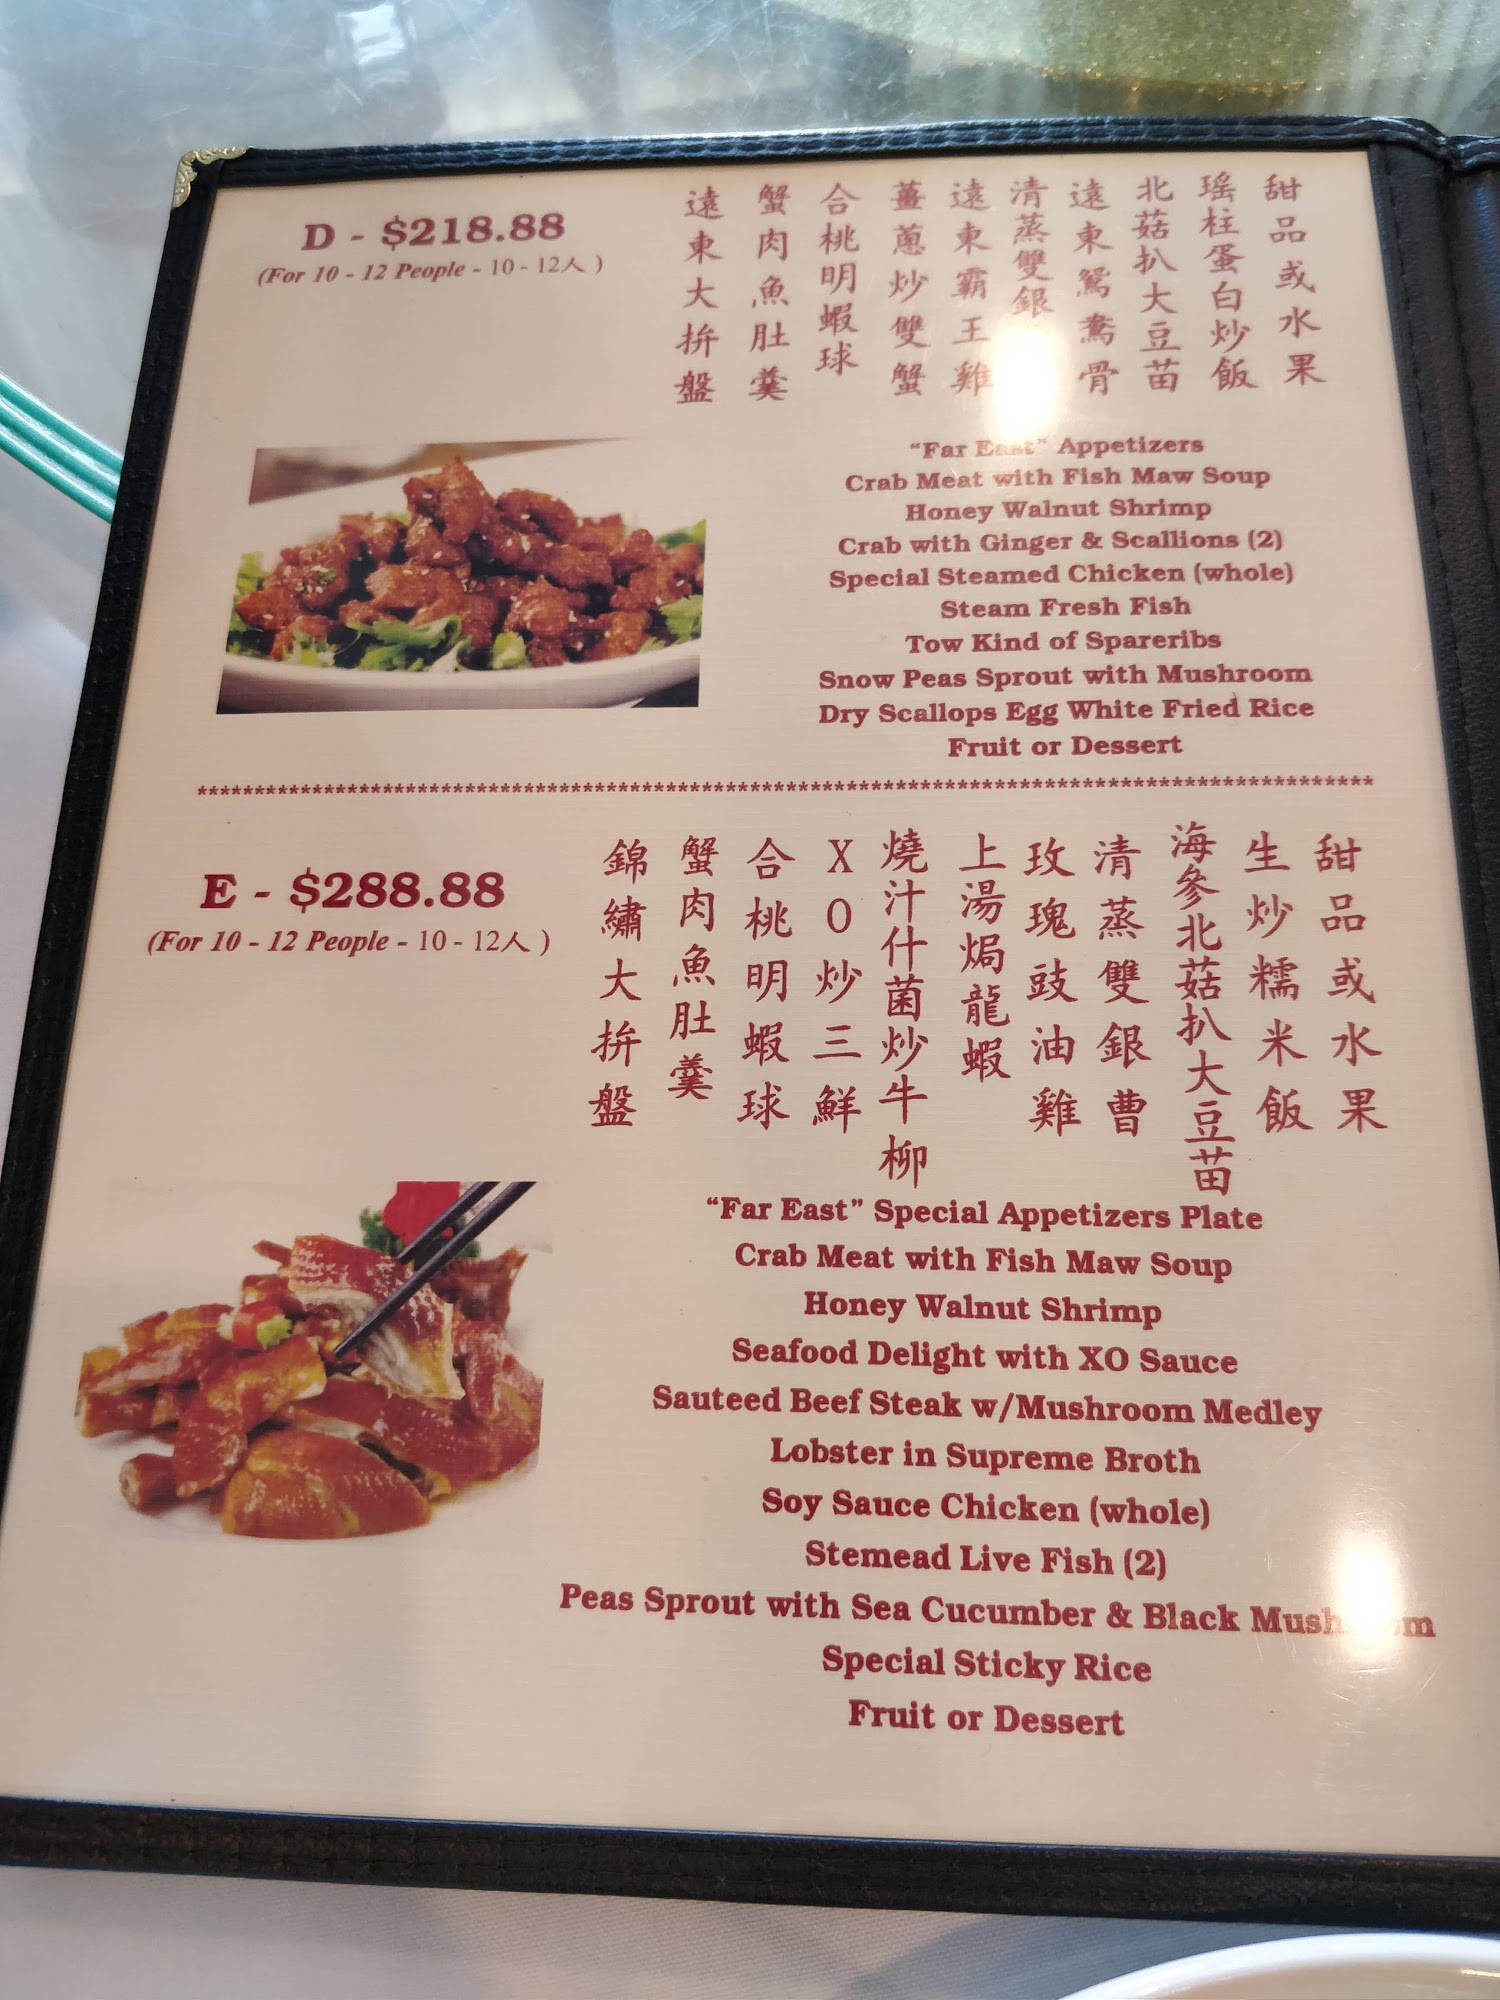 D - $218.88
(For 10 - 12 People - 10 - 12人 )
遠東大拚盤
蟹肉魚肚羹
合桃明蝦球
薑蔥炒雙蟹
遠東霸王雞
清蒸雙銀
遠東鴛鴦骨
北菇扒大豆苗
瑤柱蛋白炒飯
甜品或水果
“Far East” Appetizers
Crab Meat with Fish Maw Soup
Honey Walnut Shrimp
Crab with Ginger & Scallions (2)
Special Steamed Chicken (whole)
Steam Fresh Fish
Tow Kind of Spareribs
Snow Peas Sprout with Mushroom
Dry Scallops Egg White Fried Rice
Fruit or Dessert
E - $288.88
(For 10 - 12 People - 10 - 12人 )
錦繡大拚盤
蟹肉魚肚羹
合桃明蝦球
XO炒三鮮
燒汁什菌炒牛柳
上湯焗龍蝦
玫瑰豉油雞
清蒸雙銀曹
海參北菇扒大豆苗
生炒糯米飯
甜品或水果
“Far East” Special Appetizers Plate
Crab Meat with Fish Maw Soup
Honey Walnut Shrimp
Seafood Delight with XO Sauce
Sauteed Beef Steak w/Mushroom Medley
Lobster in Supreme Broth
Soy Sauce Chicken (whole)
Stemead Live Fish (2)
Peas Sprout with Sea Cucumber & Black Mushroom
Special Sticky Rice
Fruit or Dessert